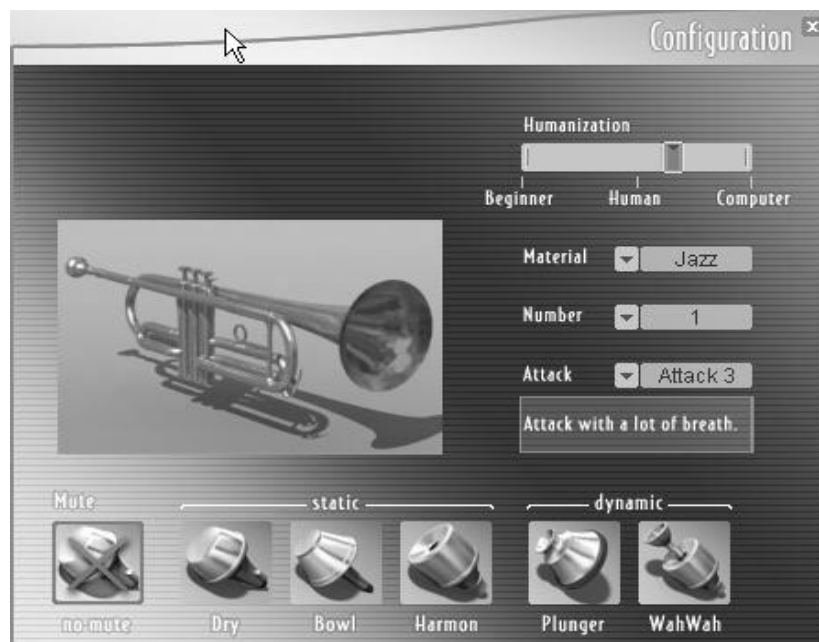 Configuration
Humanization
Beginner Human Computer
Material Jazz
Number 1
Attack Attack 3
Attack with a lot of breath.
Mute static dynamic
no mute Dry Bowl Harmon Plunger WahWah